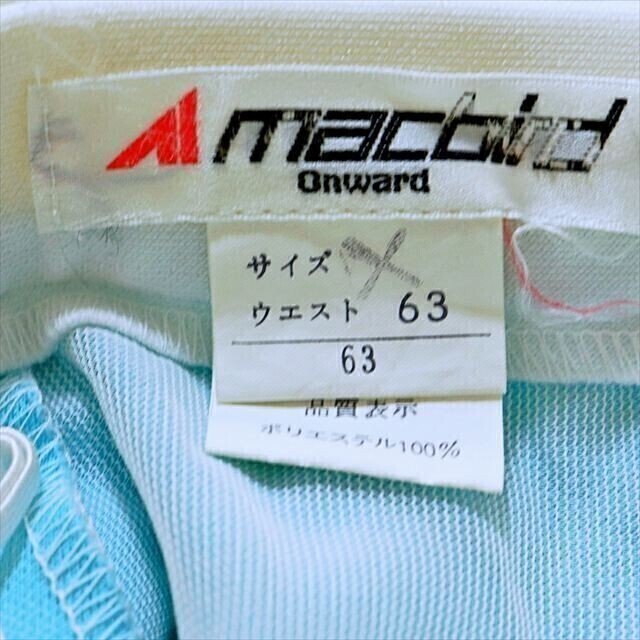 macbird
Onward
サイズ
ウエスト 63
63
品質表示
ポリエステル100%